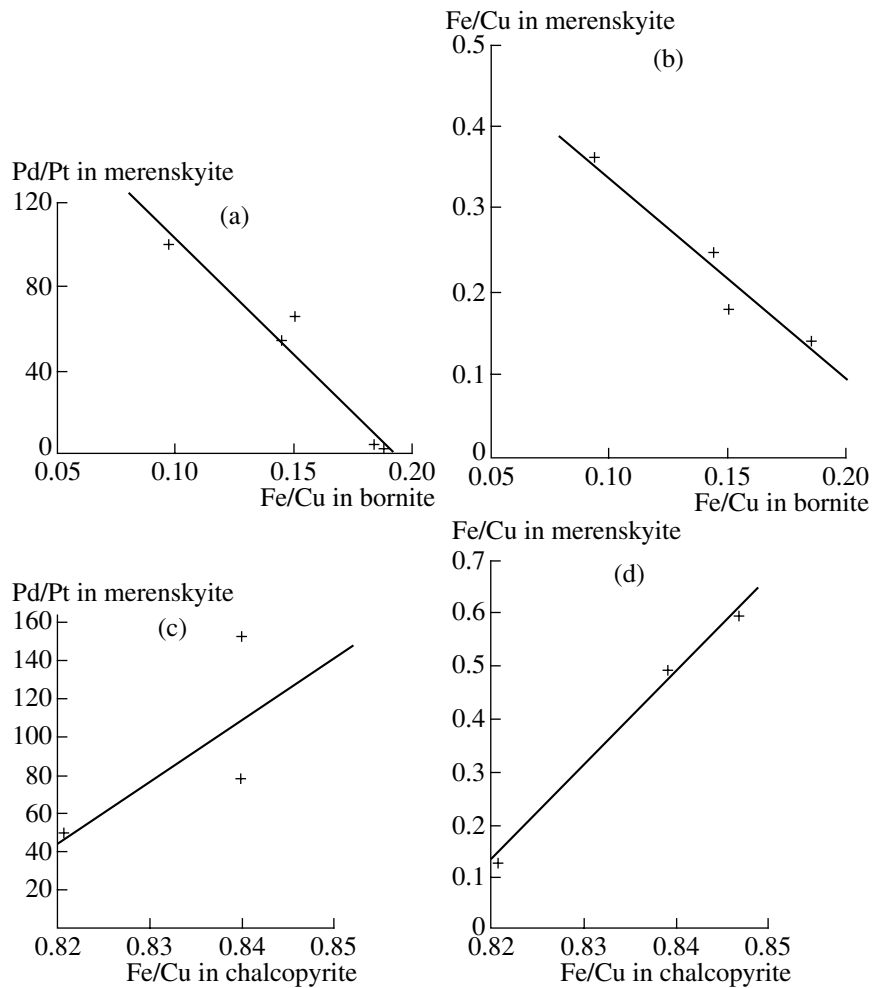 Pd/Pt in merenskyite
(a)
120
80
40
0
0.05 0.10 0.15 0.20
Fe/Cu in bornite
Fe/Cu in merenskyite
(b)
0.5
0.4
0.3
0.2
0.1
0
0.05 0.10 0.15 0.20
Fe/Cu in bornite
Pd/Pt in merenskyite
(c)
160
140
120
100
80
60
40
20
0.82 0.83 0.84 0.85
Fe/Cu in chalcopyrite
Fe/Cu in merenskyite
(d)
0.7
0.6
0.5
0.4
0.3
0.2
0.1
0
0.82 0.83 0.84 0.85
Fe/Cu in chalcopyrite